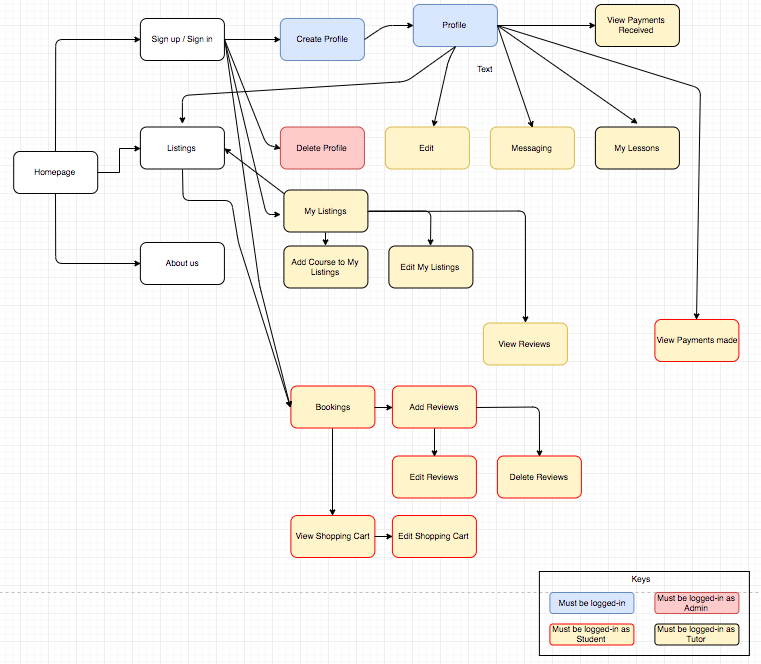 View Payments
Received
Sign up / Sign in
Create Profile
Profile
Text
Listings
Delete Profile
Edit
Messaging
My Lessons
Homepage
My Listings
About us
Add Course to My
Listings
Edit My Listings
View Reviews
View Payments made
Bookings
Add Reviews
Edit Reviews
Delete Reviews
View Shopping Cart
Edit Shopping Cart
Keys
Must be logged-in
Must be logged-in as
Admin
Must be logged-in as
Student
Must be logged-in as
Tutor